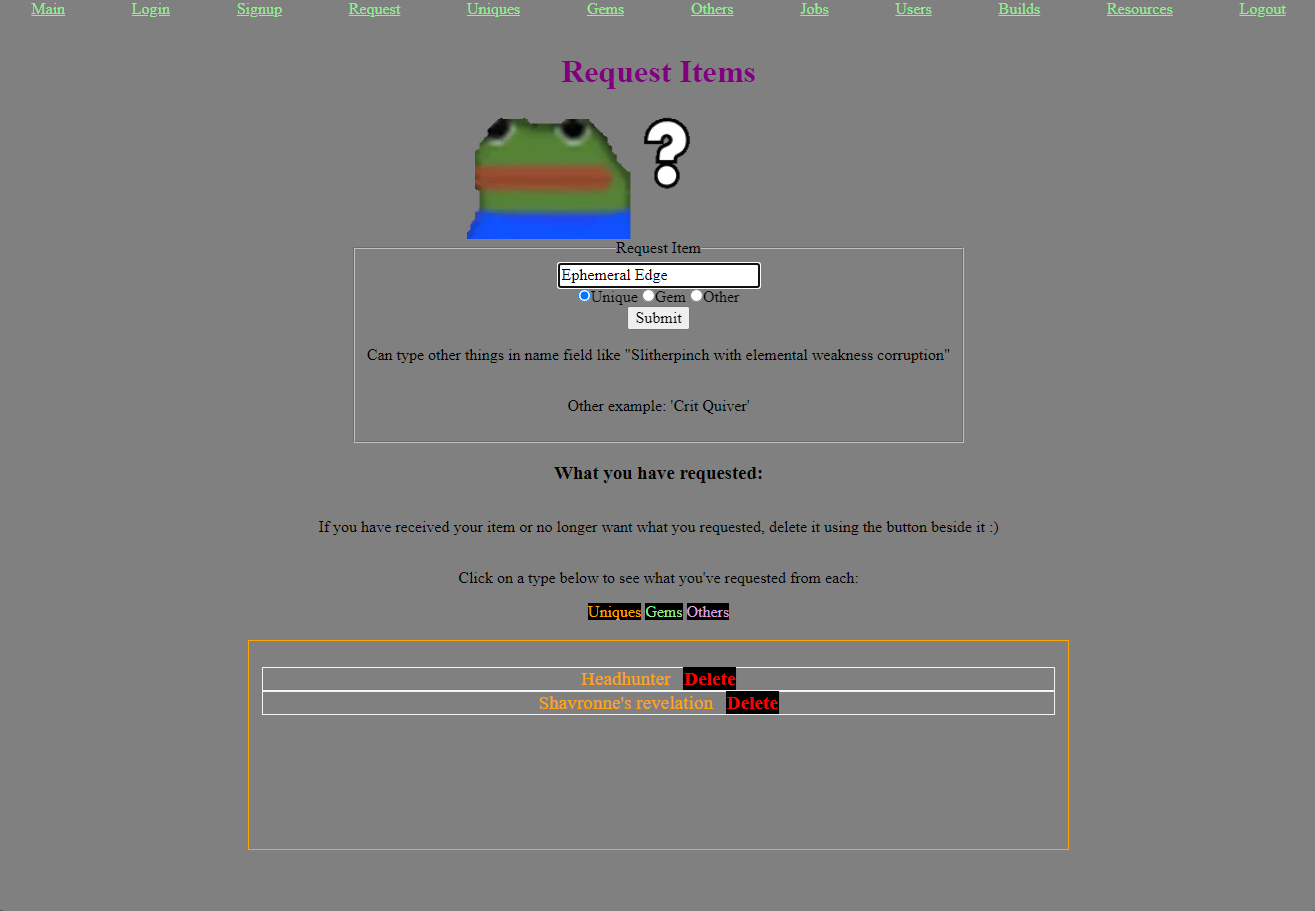 Main Login Signup Request Uniques Gems Others Jobs Users Builds Resources Logout
Request Items
?
Request Item
Ephemeral Edge
Unique Gem Other
Submit
Can type other things in name field like "Slitherpinch with elemental weakness corruption"
Other example: 'Crit Quiver'
What you have requested:
If you have received your item or no longer want what you requested, delete it using the button beside it :)
Click on a type below to see what you've requested from each:
Uniques Gems Others
Headhunter Delete
Shavronne's revelation Delete